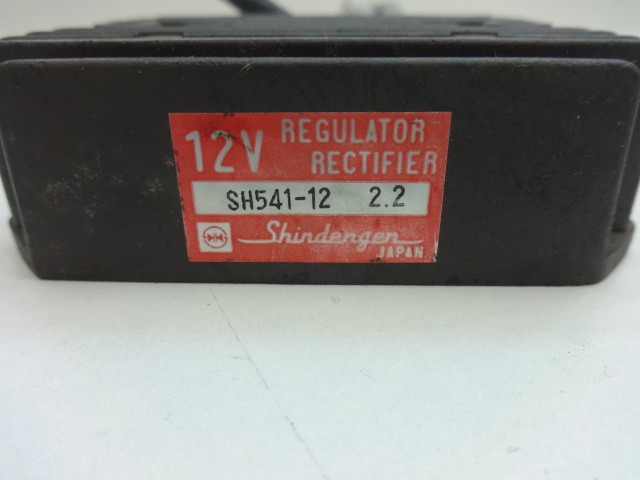 12V REGULATOR
RECTIFIER
SH541-12 2.2
Shindengen
JAPAN